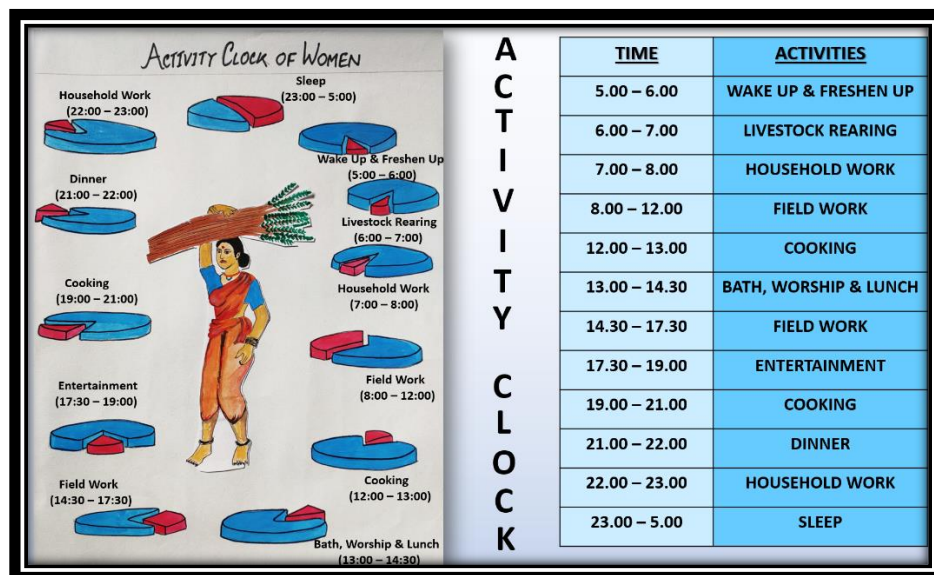 ACTIVITY CLOCK OF WOMEN
Sleep
(23:00 – 5:00)
Household Work
(22:00 – 23:00)
Wake Up & Freshen Up
(5:00 – 6:00)
Dinner
(21:00 – 22:00)
Livestock Rearing
(6:00 – 7:00)
Cooking
(19:00 – 21:00)
Household Work
(7:00 – 8:00)
Entertainment
(17:30 – 19:00)
Field Work
(8:00 – 12:00)
Field Work
(14:30 – 17:30)
Cooking
(12:00 – 13:00)
Bath, Worship & Lunch
(13:00 – 14:30)
ACTIVITY CLOCK
TIME ACTIVITIES
5.00 – 6.00 WAKE UP & FRESHEN UP
6.00 – 7.00 LIVESTOCK REARING
7.00 – 8.00 HOUSEHOLD WORK
8.00 – 12.00 FIELD WORK
12.00 – 13.00 COOKING
13.00 – 14.30 BATH, WORSHIP & LUNCH
14.30 – 17.30 FIELD WORK
17.30 – 19.00 ENTERTAINMENT
19.00 – 21.00 COOKING
21.00 – 22.00 DINNER
22.00 – 23.00 HOUSEHOLD WORK
23.00 – 5.00 SLEEP